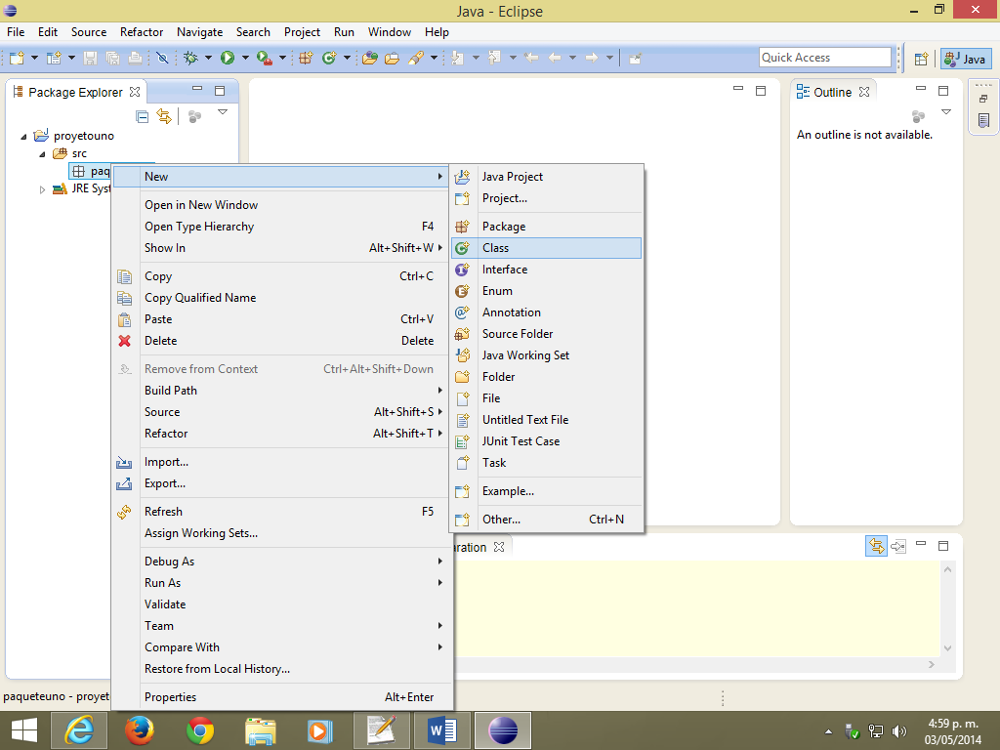 Java - Eclipse
File Edit Source Refactor Navigate Search Project Run Window Help
Quick Access
Java
Package Explorer
proyetouno
src
paq
JRE Syst
New
Open in New Window
Open Type Hierarchy F4
Show In Alt+Shift+W
Copy Ctrl+C
Copy Qualified Name
Paste Ctrl+V
Delete Delete
Remove from Context Ctrl+Alt+Shift+Down
Build Path
Source Alt+Shift+S
Refactor Alt+Shift+T
Import...
Export...
Refresh F5
Assign Working Sets...
Debug As
Run As
Validate
Team
Compare With
Restore from Local History...
Properties Alt+Enter
Java Project
Project...
Package
Class
Interface
Enum
Annotation
Source Folder
Java Working Set
Folder
File
Untitled Text File
JUnit Test Case
Task
Example...
Other... Ctrl+N
Outline
An outline is not available.
aration
paqueteuno - proyet
4:59 p. m.
03/05/2014